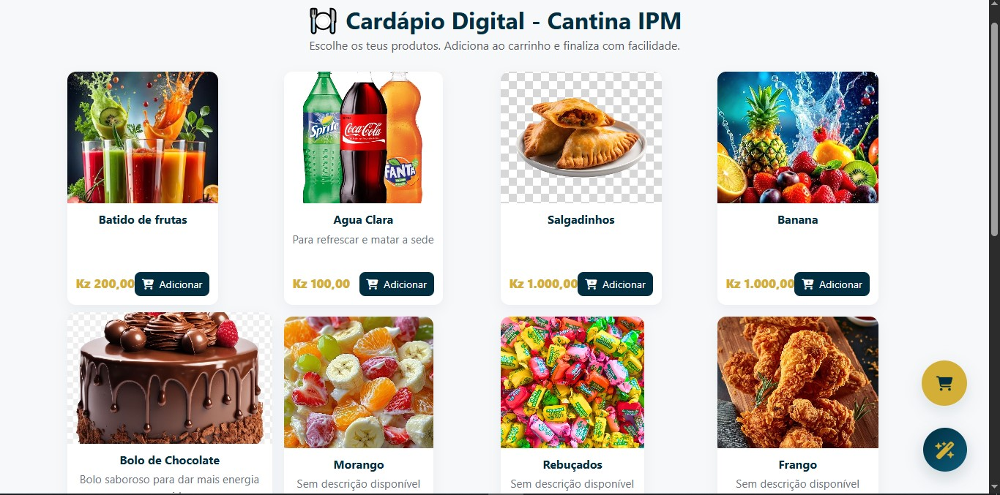 Cardápio Digital - Cantina IPM
Escolhe os teus produtos. Adiciona ao carrinho e finaliza com facilidade.
Sprite
Coca-Cola
FANTA
Batido de frutas
Kz 200,00 Adicionar
Agua Clara
Para refrescar e matar a sede
Kz 100,00 Adicionar
Salgadinhos
Kz 1.000,00 Adicionar
Banana
Kz 1.000,00 Adicionar
Bolo de Chocolate
Bolo saboroso para dar mais energia
Morango
Sem descrição disponível
Rebuçados
Sem descrição disponível
Frango
Sem descrição disponível